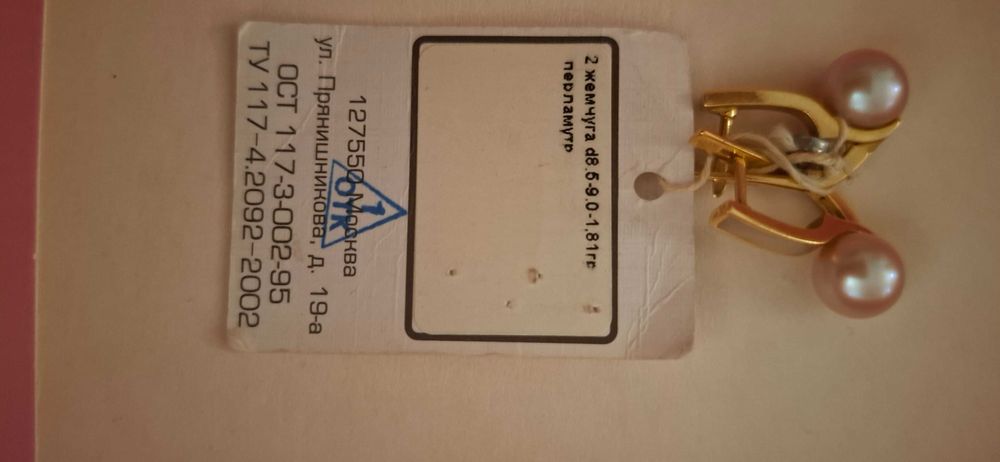 2 жемчуга d8.5-9.0-1,81гр
перламутр
127550 Москва
ул. Прянишникова, д. 19-а
ОСТ 117-3-002-95
ТУ 117-4.2092-2002
1
ОТК